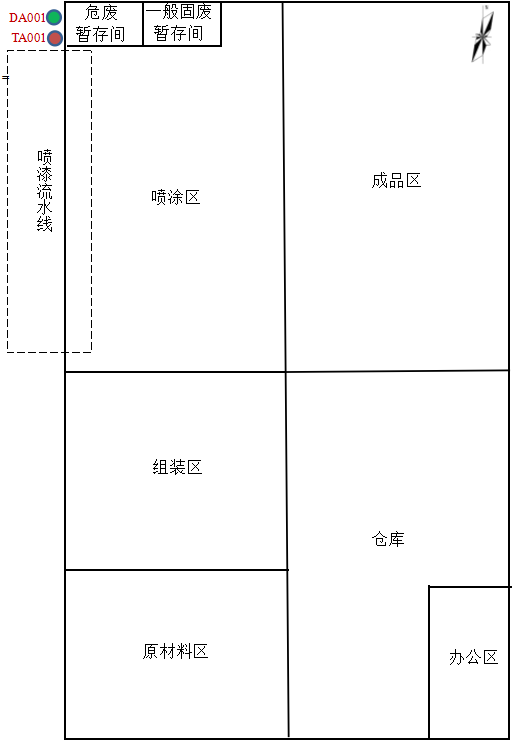 DA001
TA001
危废
暂存间
一般固废
暂存间
=
喷漆流水线
喷涂区
成品区
组装区
仓库
原材料区
办公区